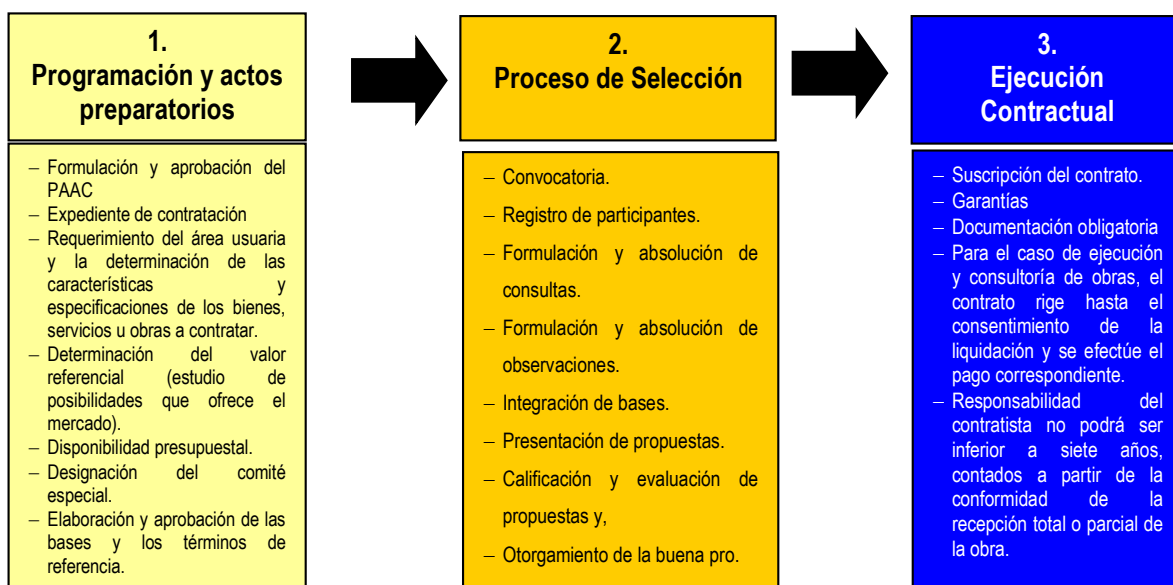 1.
Programación y actos
preparatorios
– Formulación y aprobación del
PAAC
– Expediente de contratación
– Requerimiento del área usuaria
y la determinación de las
características y
especificaciones de los bienes,
servicios u obras a contratar.
– Determinación del valor
referencial (estudio de
posibilidades que ofrece el
mercado).
– Disponibilidad presupuestal.
– Designación del comité
especial.
– Elaboración y aprobación de las
bases y los términos de
referencia.
2.
Proceso de Selección
– Convocatoria.
– Registro de participantes.
– Formulación y absolución de
consultas.
– Formulación y absolución de
observaciones.
– Integración de bases.
– Presentación de propuestas.
– Calificación y evaluación de
propuestas y,
– Otorgamiento de la buena pro.
3.
Ejecución
Contractual
– Suscripción del contrato.
– Garantías
– Documentación obligatoria
– Para el caso de ejecución
y consultoría de obras, el
contrato rige hasta el
consentimiento de la
liquidación y se efectúe el
pago correspondiente.
– Responsabilidad del
contratista no podrá ser
inferior a siete años,
contados a partir de la
conformidad de la
recepción total o parcial de
la obra.